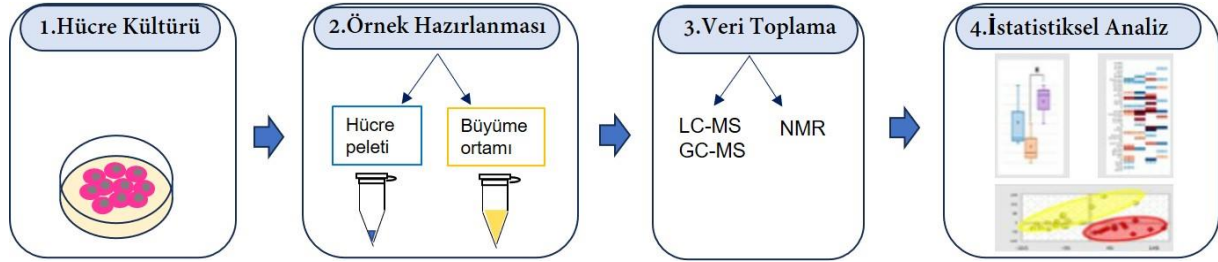 1.Hücre Kültürü
2.Örnek Hazırlanması
Hücre
peleti
Büyüme
ortamı
3.Veri Toplama
LC-MS
GC-MS
NMR
4.İstatistiksel Analiz